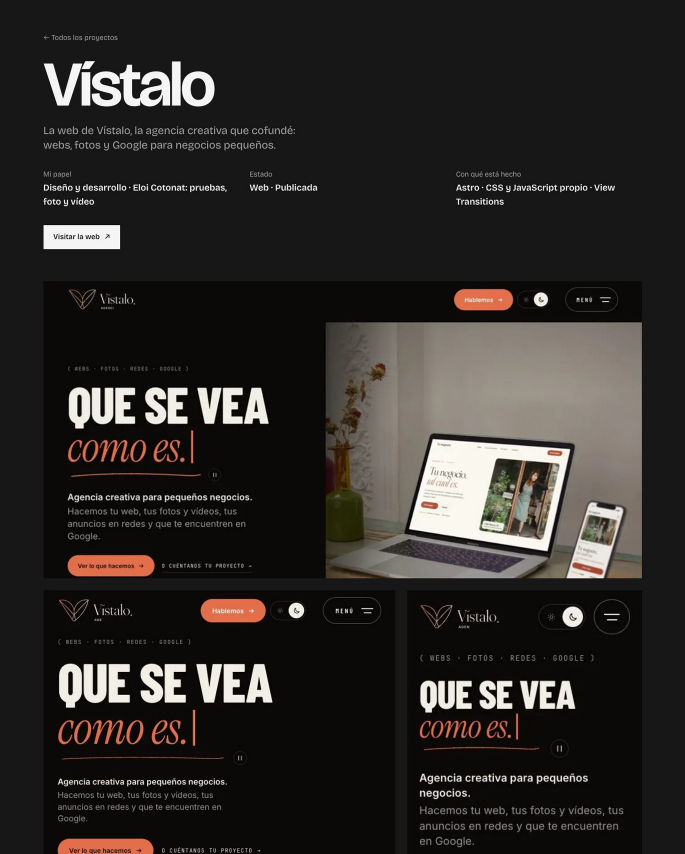 ← Todos los proyectos
Vístalo
La web de Vístalo, la agencia creativa que cofundé:
webs, fotos y Google para negocios pequeños.
Mi papel
Diseño y desarrollo · Eloi Cotonat: pruebas,
foto y vídeo
Estado
Web · Publicada
Con qué está hecho
Astro · CSS y JavaScript propio · View
Transitions
Visitar la web ↗
Vistalo.
Hablemos →
MENÚ
( WEBS · FOTOS · REDES · GOOGLE )
QUE SE VEA
como es.
Agencia creativa para pequeños negocios.
Hacemos tu web, tus fotos y vídeos, tus
anuncios en redes y que te encuentren en
Google.
Ver lo que hacemos →
O CUÉNTANOS TU PROYECTO →
Tu negocio,
tal cual es.
Tu negocio,
tal cual es.
Vistalo.
Hablemos →
MENÚ
( WEBS · FOTOS · REDES · GOOGLE )
QUE SE VEA
como es.
Agencia creativa para pequeños negocios.
Hacemos tu web, tus fotos y vídeos, tus
anuncios en redes y que te encuentren en
Google.
Ver lo que hacemos →
O CUÉNTANOS TU PROYECTO →
Vistalo.
( WEBS · FOTOS · REDES · GOOGLE )
QUE SE VEA
como es.
Agencia creativa para pequeños
negocios.
Hacemos tu web, tus fotos y vídeos,
tus anuncios en redes y que te
encuentren en Google.